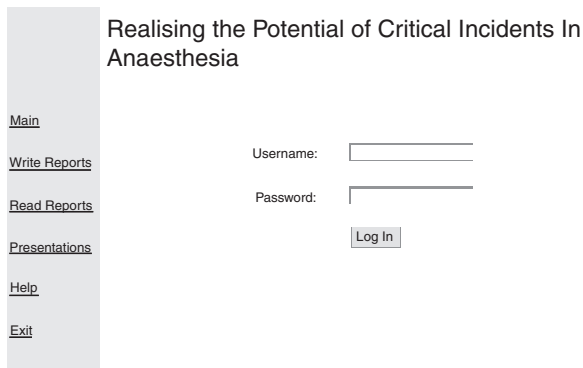 Realising the Potential of Critical Incidents In
Anaesthesia
Main
Write Reports
Read Reports
Presentations
Help
Exit
Username:
Password:
Log In